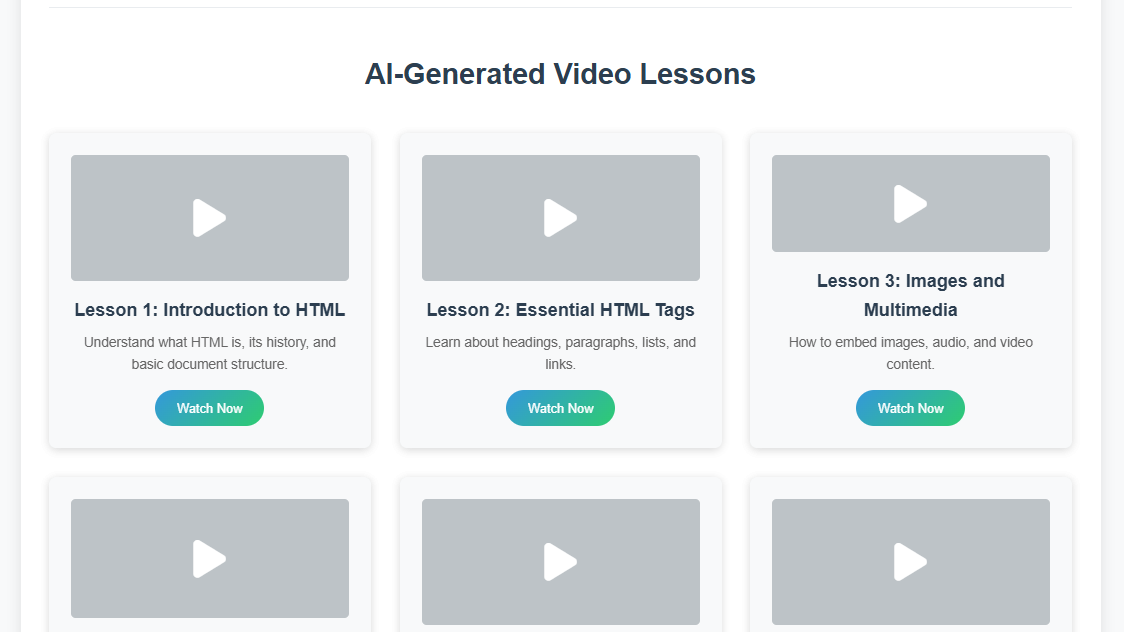 AI-Generated Video Lessons
Lesson 1: Introduction to HTML
Understand what HTML is, its history, and
basic document structure.
Watch Now
Lesson 2: Essential HTML Tags
Learn about headings, paragraphs, lists, and
links.
Watch Now
Lesson 3: Images and
Multimedia
How to embed images, audio, and video
content.
Watch Now